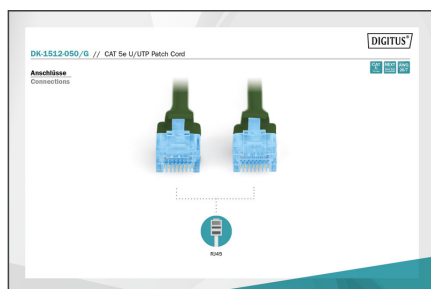 DIGITUS®
DK-1512-050/G // CAT 5e U/UTP Patch Cord
Anschlüsse
Connections
RJ45